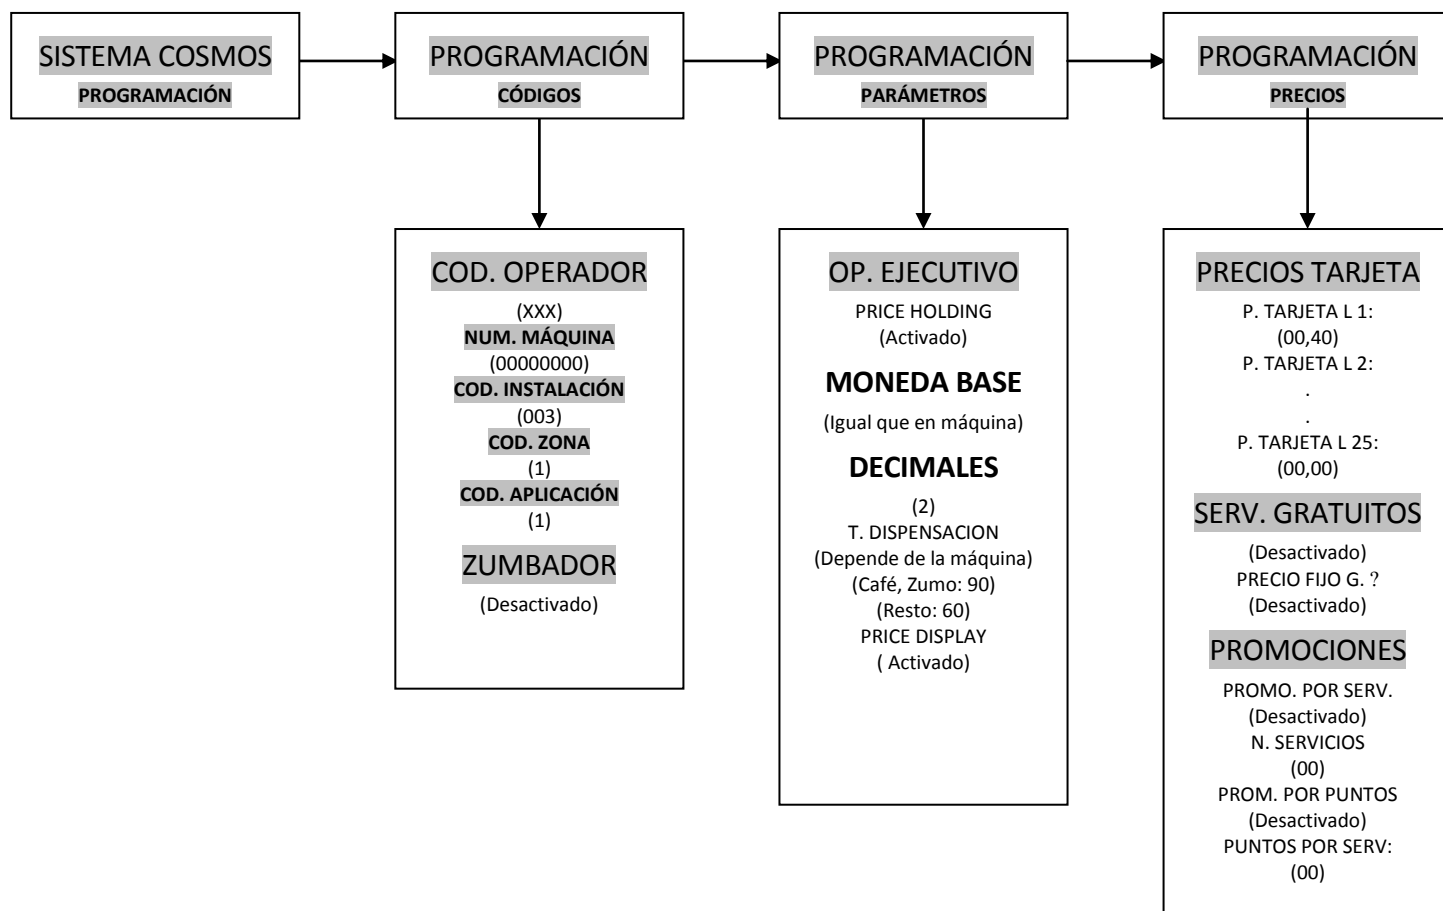 SISTEMA COSMOS
PROGRAMACIÓN
PROGRAMACIÓN
CÓDIGOS
PROGRAMACIÓN
PARÁMETROS
PROGRAMACIÓN
PRECIOS
COD. OPERADOR
(XXX)
NUM. MÁQUINA
(00000000)
COD. INSTALACIÓN
(003)
COD. ZONA
(1)
COD. APLICACIÓN
(1)
ZUMBADOR
(Desactivado)
OP. EJECUTIVO
PRICE HOLDING
(Activado)
MONEDA BASE
(Igual que en máquina)
DECIMALES
(2)
T. DISPENSACION
(Depende de la máquina)
(Café, Zumo: 90)
(Resto: 60)
PRICE DISPLAY
( Activado)
PRECIOS TARJETA
P. TARJETA L 1:
(00,40)
P. TARJETA L 2:
.
.
P. TARJETA L 25:
(00,00)
SERV. GRATUITOS
(Desactivado)
PRECIO FIJO G. ?
(Desactivado)
PROMOCIONES
PROMO. POR SERV.
(Desactivado)
N. SERVICIOS
(00)
PROM. POR PUNTOS
(Desactivado)
PUNTOS POR SERV:
(00)